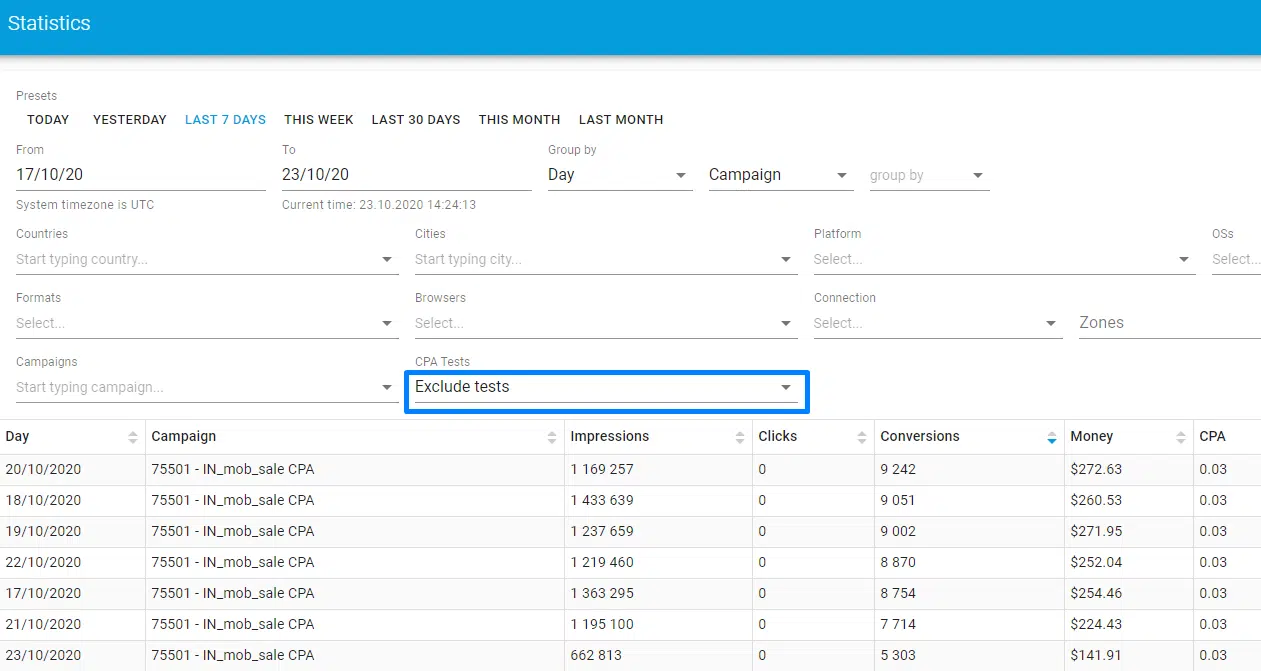 Statistics
Presets
TODAY YESTERDAY LAST 7 DAYS THIS WEEK LAST 30 DAYS THIS MONTH LAST MONTH
From To Group by
17/10/20 23/10/20 Day Campaign group by
System timezone is UTC Current time: 23.10.2020 14:24:13
Countries Cities Platform OSs
Start typing country... Start typing city... Select... Select...
Formats Browsers Connection
Select... Select... Select... Zones
Campaigns CPA Tests
Start typing campaign... Exclude tests
Day Campaign Impressions Clicks Conversions Money CPA
20/10/2020 75501 - IN_mob_sale CPA 1 169 257 0 9 242 $272.63 0.03
18/10/2020 75501 - IN_mob_sale CPA 1 433 639 0 9 051 $260.53 0.03
19/10/2020 75501 - IN_mob_sale CPA 1 237 659 0 9 002 $271.95 0.03
22/10/2020 75501 - IN_mob_sale CPA 1 219 460 0 8 870 $252.04 0.03
17/10/2020 75501 - IN_mob_sale CPA 1 363 295 0 8 754 $254.46 0.03
21/10/2020 75501 - IN_mob_sale CPA 1 195 100 0 7 714 $224.43 0.03
23/10/2020 75501 - IN_mob_sale CPA 662 813 0 5 303 $141.91 0.03